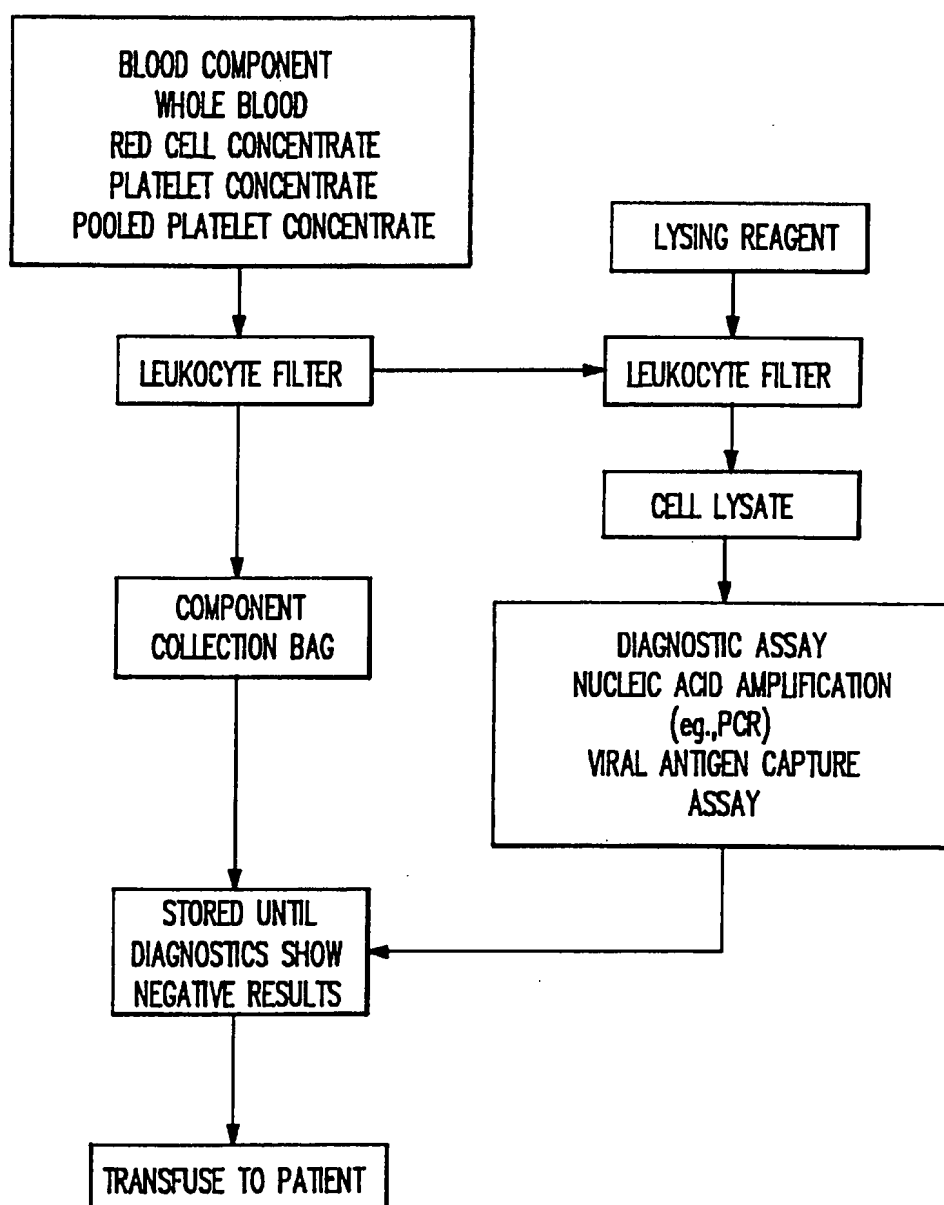 BLOOD COMPONENT
WHOLE BLOOD
RED CELL CONCENTRATE
PLATELET CONCENTRATE
POOLED PLATELET CONCENTRATE
LYSING REAGENT
LEUKOCYTE FILTER
LEUKOCYTE FILTER
CELL LYSATE
COMPONENT
COLLECTION BAG
DIAGNOSTIC ASSAY
NUCLEIC ACID AMPLIFICATION
(eg.,PCR)
VIRAL ANTIGEN CAPTURE
ASSAY
STORED UNTIL
DIAGNOSTICS SHOW
NEGATIVE RESULTS
TRANSFUSE TO PATIENT